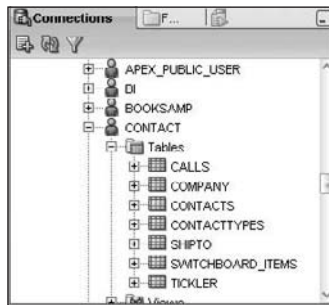 Connections
F...
APEX_PUBLIC_USER
DI
BOOKSAMP
CONTACT
Tables
CALLS
COMPANY
CONTACTS
CONTACTTYPES
SHIPTO
SWITCHBOARD_ITEMS
TICKLER
Views